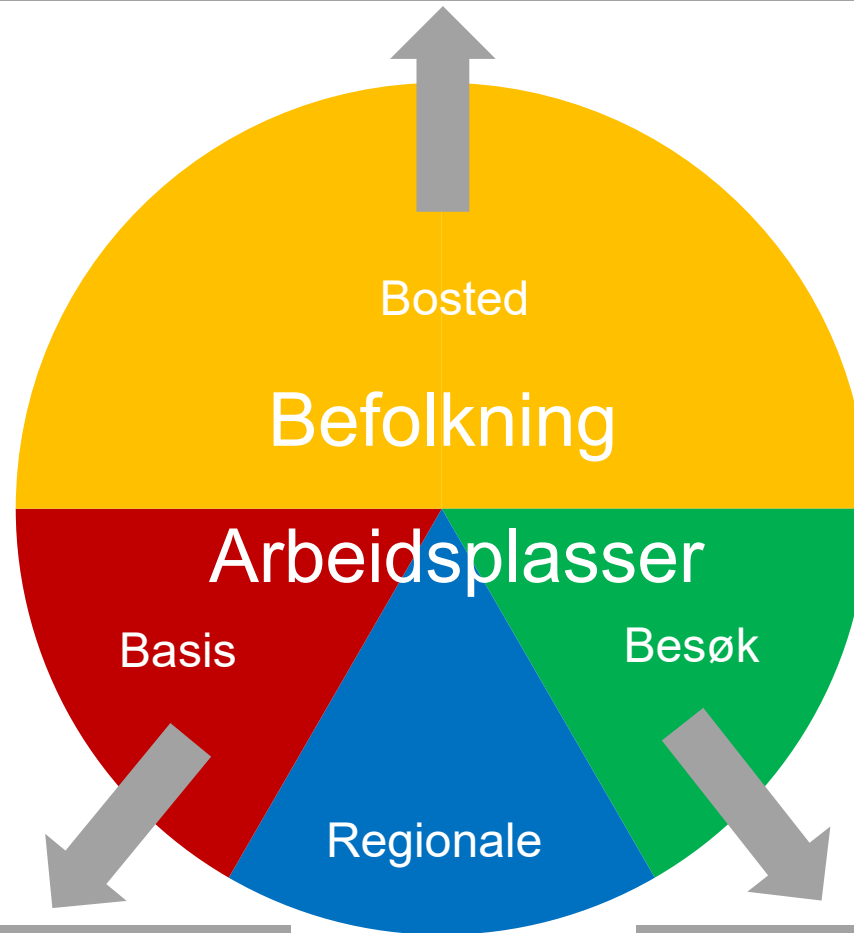 Bosted
Befolkning
Arbeidsplasser
Basis
Besøk
Regionale